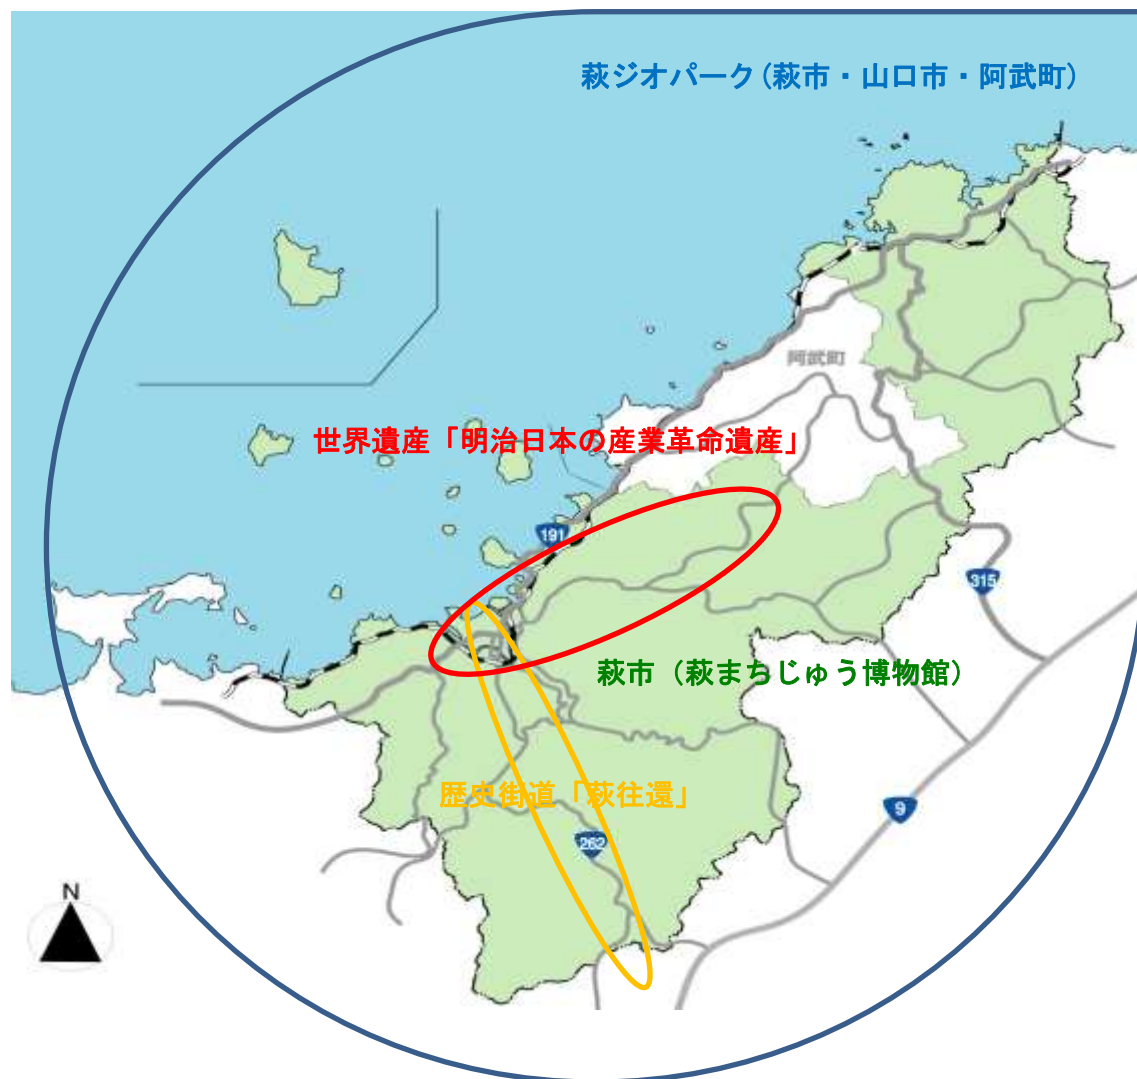 萩ジオパーク(萩市・山口市・阿武町)
阿武町
世界遺産「明治日本の産業革命遺産」
191
315
萩市（萩まちじゅう博物館）
歴史街道「萩往還」
9
262
N